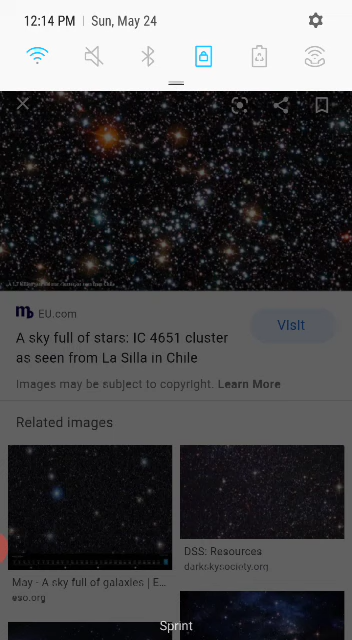 12:14 PM | Sun, May 24
mb EU.com
Visit
A sky full of stars: IC 4651 cluster
as seen from La Silla in Chile
Images may be subject to copyright. Learn More
Related images
May - A sky full of galaxies | E...
eso.org
DSS: Resources
darkskysociety.org
Sprint